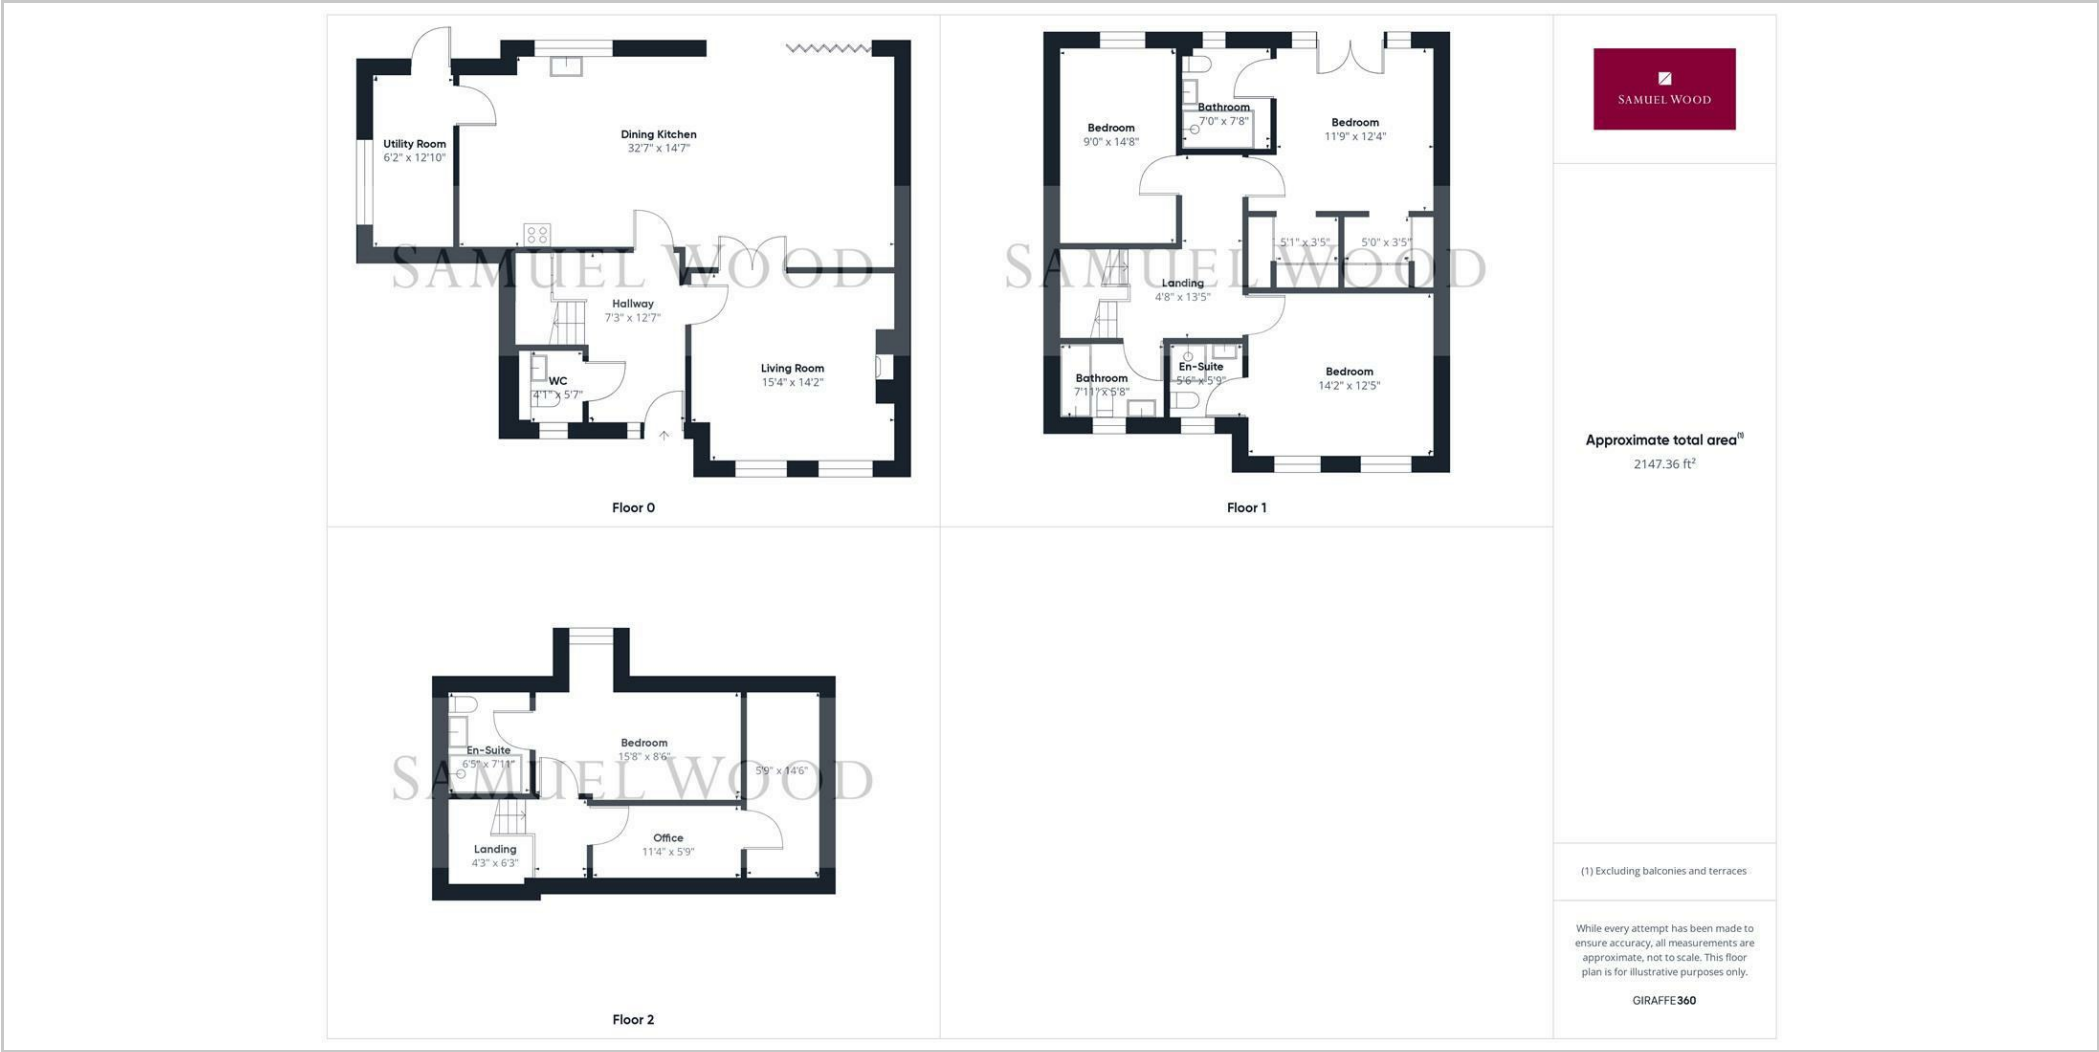 Utility Room
6'2" x 12'10"
Dining Kitchen
32'7" x 14'7"
Hallway
7'3" x 12'7"
WC
4'1" x 5'7"
Living Room
15'4" x 14'2"
SAMUEL WOOD
Floor 0
Bedroom
9'0" x 14'8"
Bathroom
7'0" x 7'8"
Bedroom
11'9" x 12'4"
5'1" x 3'5"
5'0" x 3'5"
Landing
4'8" x 13'5"
Bathroom
7'11" x 5'8"
En-Suite
5'6" x 5'9"
Bedroom
14'2" x 12'5"
SAMUEL WOOD
Floor 1
En-Suite
6'5" x 7'11"
Bedroom
15'8" x 8'6"
5'9" x 14'6"
Landing
4'3" x 6'3"
Office
11'4" x 5'9"
SAMUEL WOOD
Floor 2
SAMUEL WOOD
Approximate total area(1)
2147.36 ft²
(1) Excluding balconies and terraces
While every attempt has been made to
ensure accuracy, all measurements are
approximate, not to scale. This floor
plan is for illustrative purposes only.
GIRAFFE360